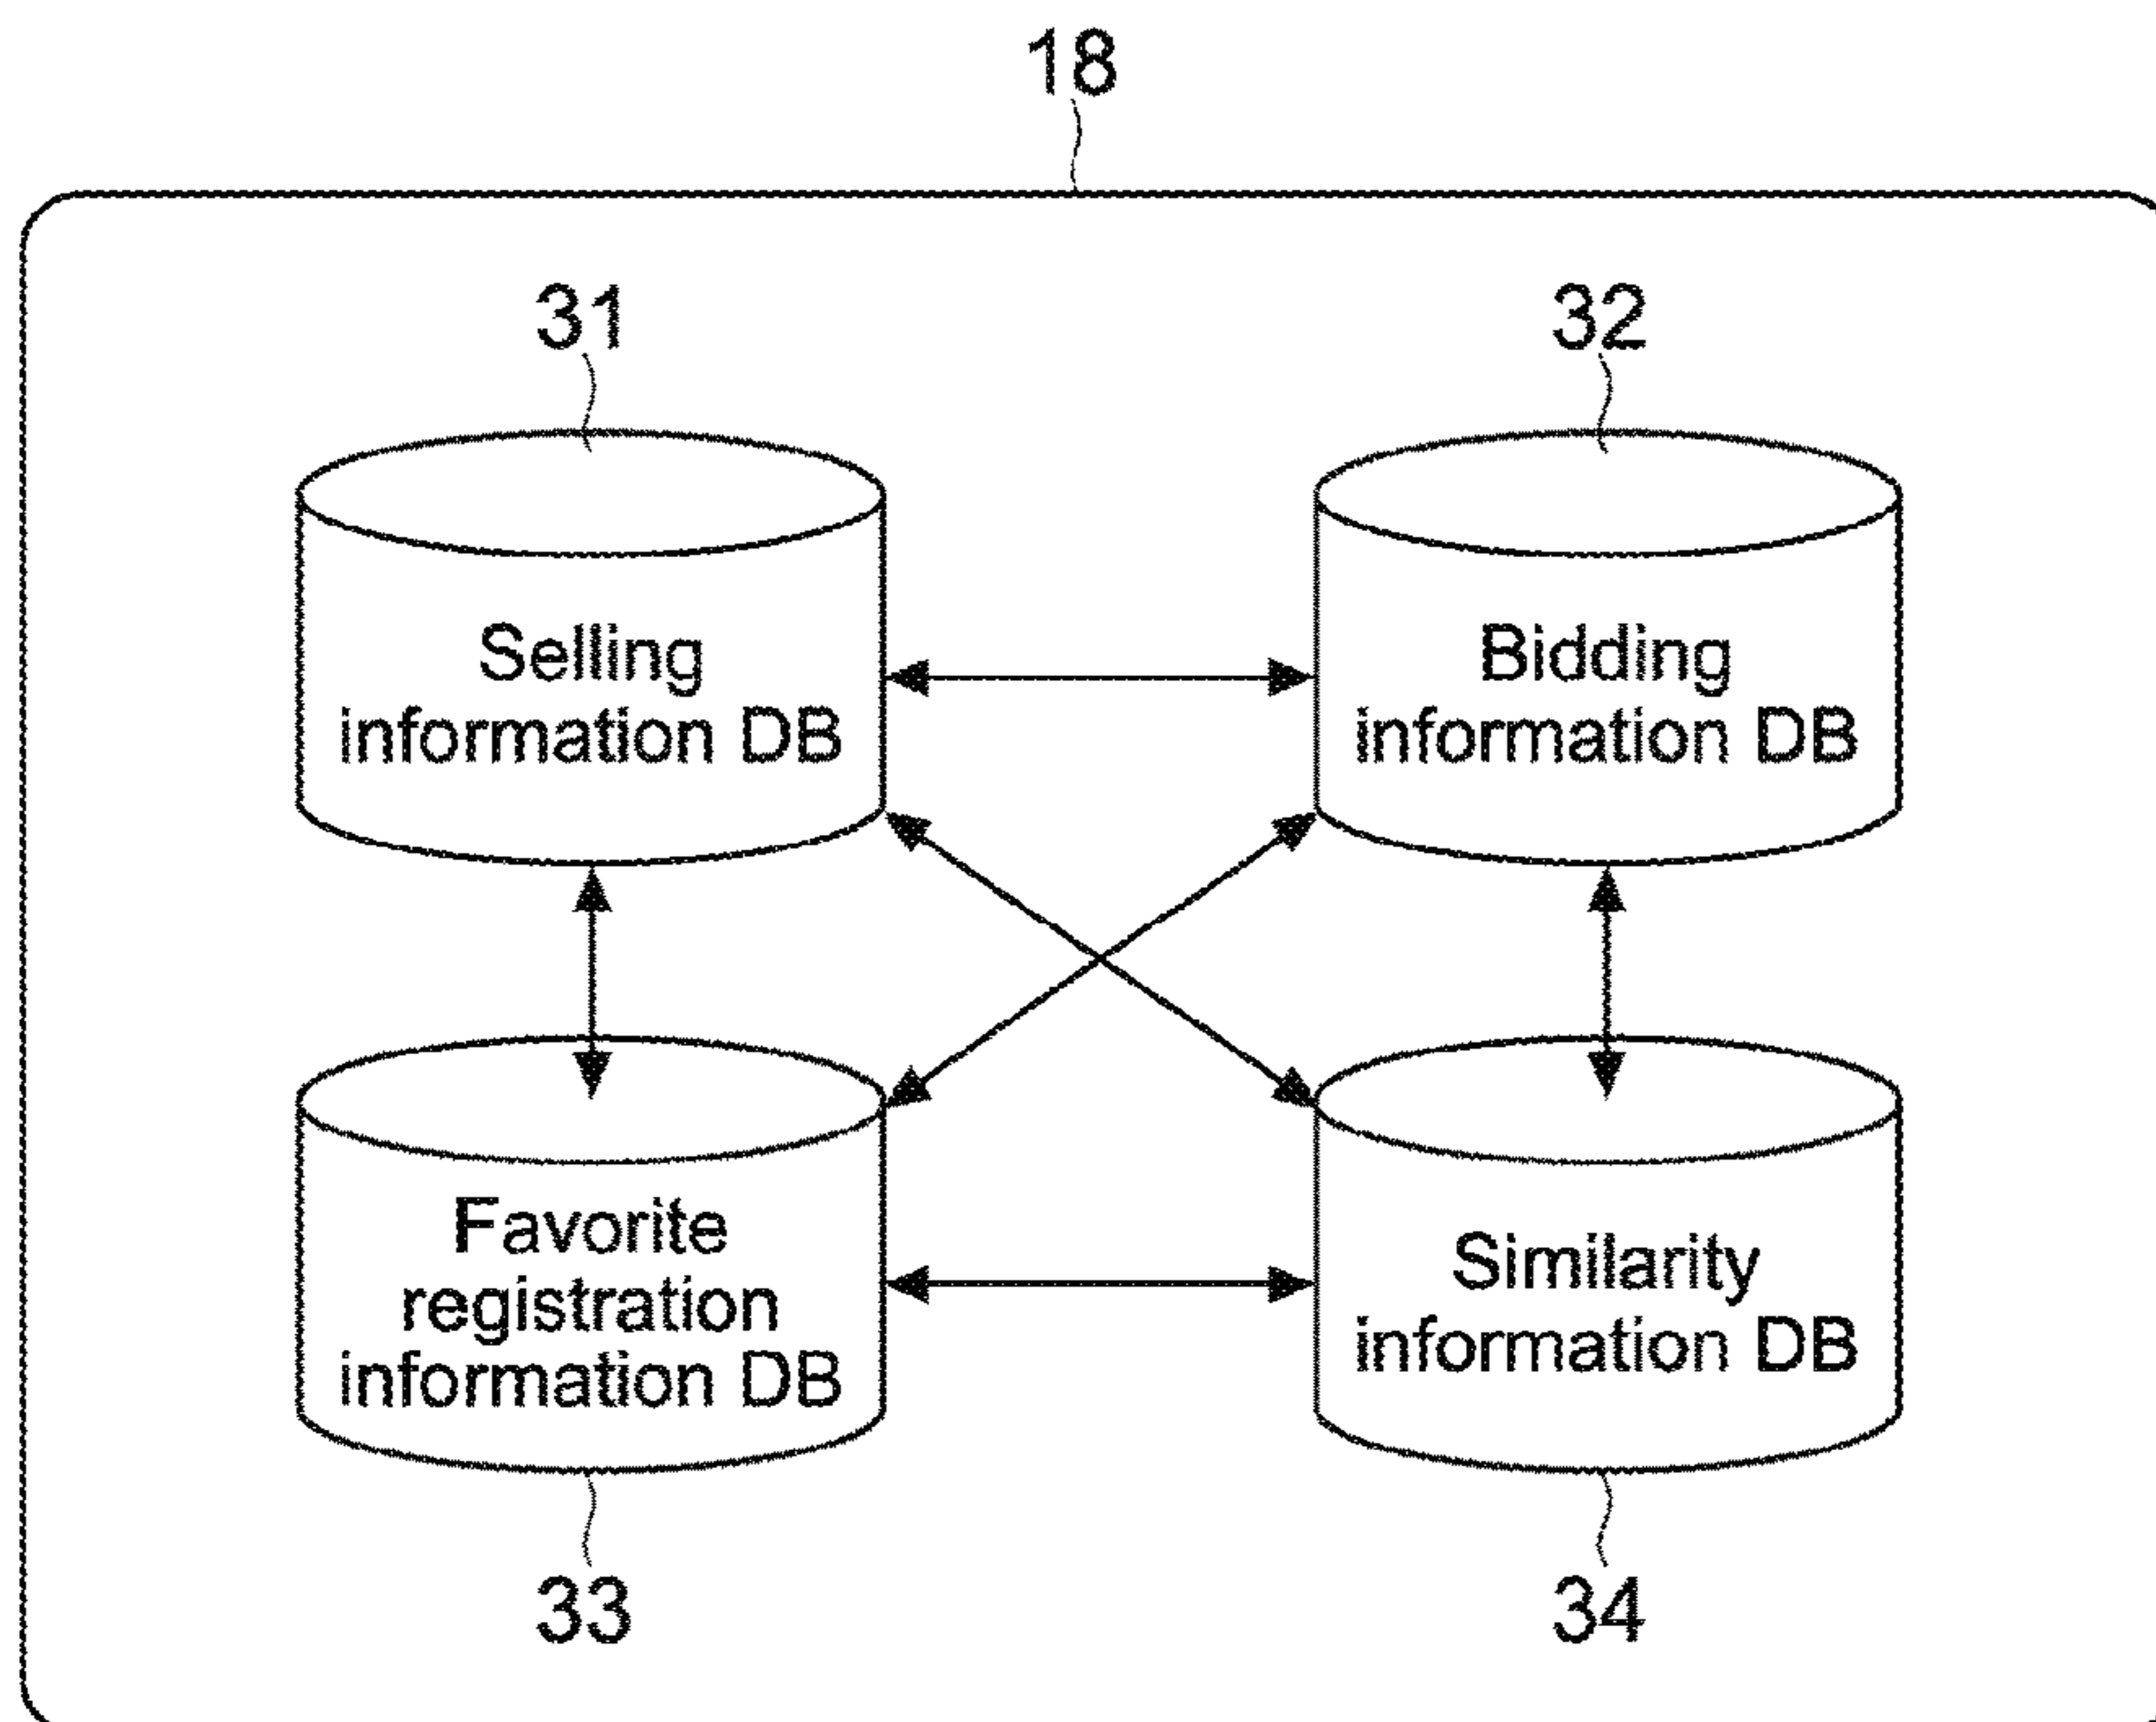 18
31
32
Selling
information DB
Bidding
information DB
Favorite
registration
information DB
Similarity
information DB
33
34